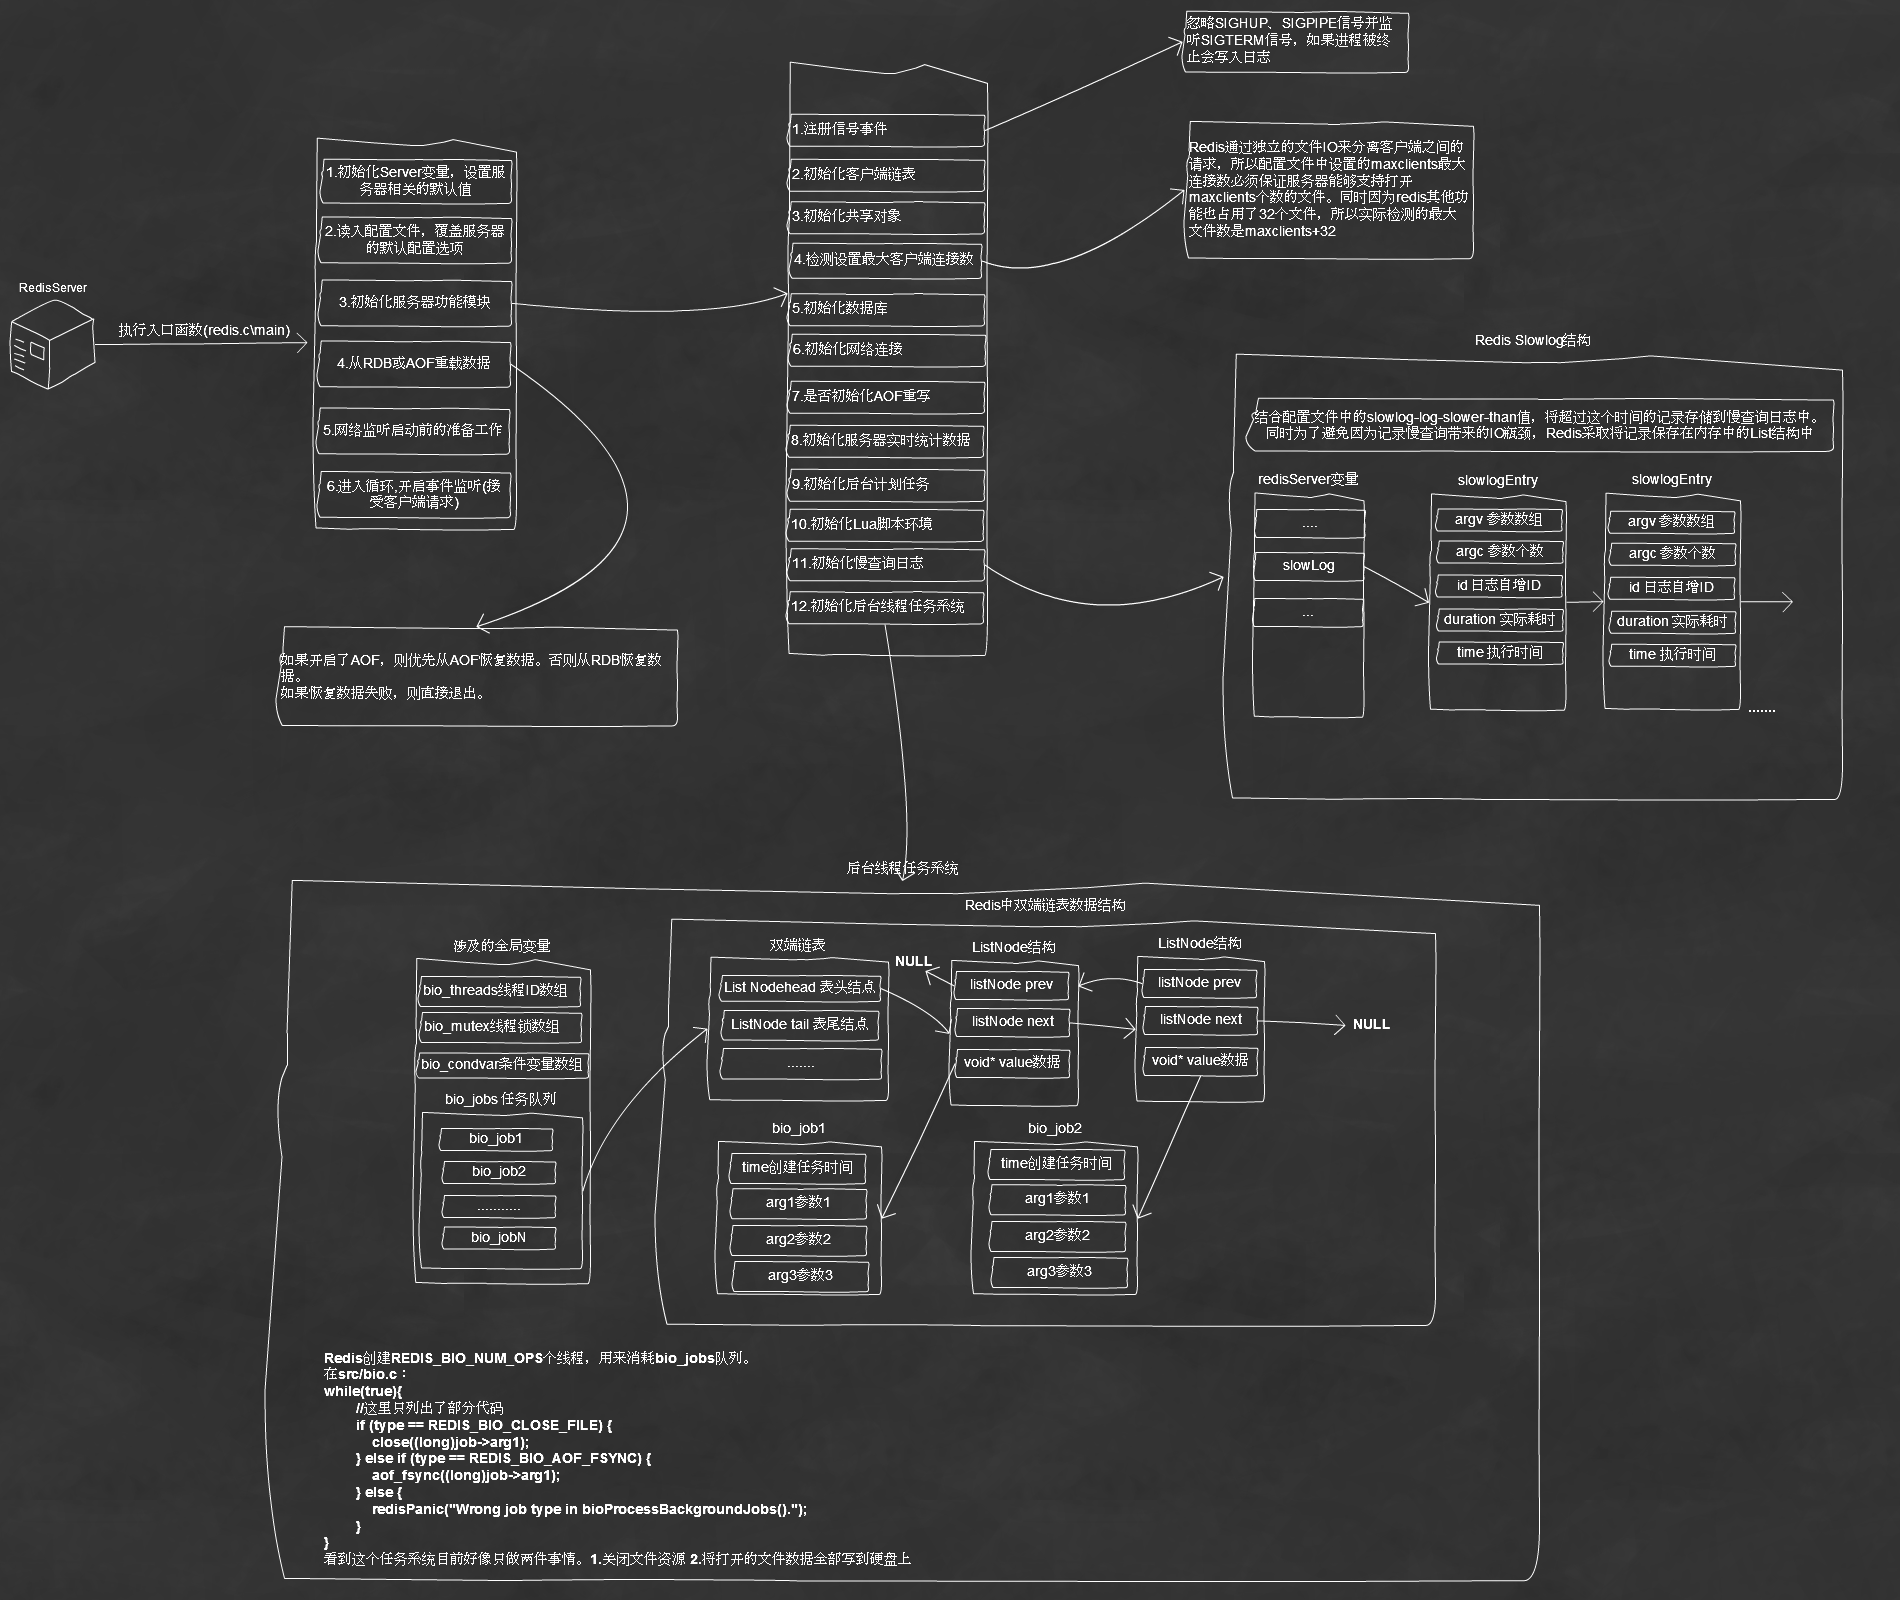 RedisServer
执行入口函数(redis.c\main)
1.初始化Server变量，设置服
务器相关的默认值
2.读入配置文件，覆盖服务器
的默认配置选项
3.初始化服务器功能模块
4.从RDB或AOF重载数据
5.网络监听启动前的准备工作
6.进入循环,开启事件监听(接
受客户端请求)
如果开启了AOF，则优先从AOF恢复数据。否则从RDB恢复数
据。
如果恢复数据失败，则直接退出。
1.注册信号事件
2.初始化客户端链表
3.初始化共享对象
4.检测设置最大客户端连接数
5.初始化数据库
6.初始化网络连接
7.是否初始化AOF重写
8.初始化服务器实时统计数据
9.初始化后台计划任务
10.初始化Lua脚本环境
11.初始化慢查询日志
12.初始化后台线程任务系统
忽略SIGHUP、SIGPIPE信号并监
听SIGTERM信号，如果进程被终
止会写入日志
Redis通过独立的文件IO来分离客户端之间的
请求，所以配置文件中设置的maxclients最大
连接数必须保证服务器能够支持打开
maxclients个数的文件。同时因为redis其他功
能也占用了32个文件，所以实际检测的最大
文件数是maxclients+32
Redis Slowlog结构
结合配置文件中的slowlog-log-slower-than值，将超过这个时间的记录存储到慢查询日志中。
同时为了避免因为记录慢查询带来的IO瓶颈，Redis采取将记录保存在内存中的List结构中
redisServer变量
....
slowLog
...
slowlogEntry
argv 参数数组
argc 参数个数
id 日志自增ID
duration 实际耗时
time 执行时间
slowlogEntry
argv 参数数组
argc 参数个数
id 日志自增ID
duration 实际耗时
time 执行时间
.......
后台线程任务系统
涉及的全局变量
bio_threads线程ID数组
bio_mutex线程锁数组
bio_condvar条件变量数组
bio_jobs 任务队列
bio_job1
bio_job2
...........
bio_jobN
Redis中双端链表数据结构
双端链表
List Nodehead 表头结点
ListNode tail 表尾结点
.......
NULL
ListNode结构
listNode prev
listNode next
void* value数据
ListNode结构
listNode prev
listNode next
void* value数据
NULL
bio_job1
time创建任务时间
arg1参数1
arg2参数2
arg3参数3
bio_job2
time创建任务时间
arg1参数1
arg2参数2
arg3参数3
Redis创建REDIS_BIO_NUM_OPS个线程，用来消耗bio_jobs队列。
在src/bio.c：
while(true){
//这里只列出了部分代码
if (type == REDIS_BIO_CLOSE_FILE) {
close((long)job->arg1);
} else if (type == REDIS_BIO_AOF_FSYNC) {
aof_fsync((long)job->arg1);
} else {
redisPanic("Wrong job type in bioProcessBackgroundJobs().");
}
}
看到这个任务系统目前好像只做两件事情。1.关闭文件资源 2.将打开的文件数据全部写到硬盘上